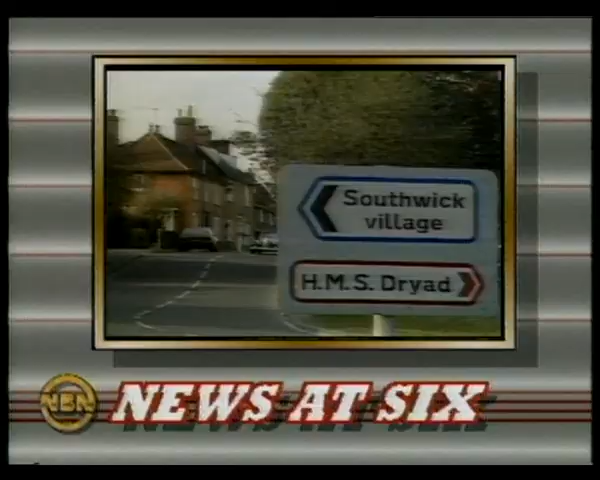 Southwick
village
H.M.S. Dryad
NBN
NEWS AT SIX